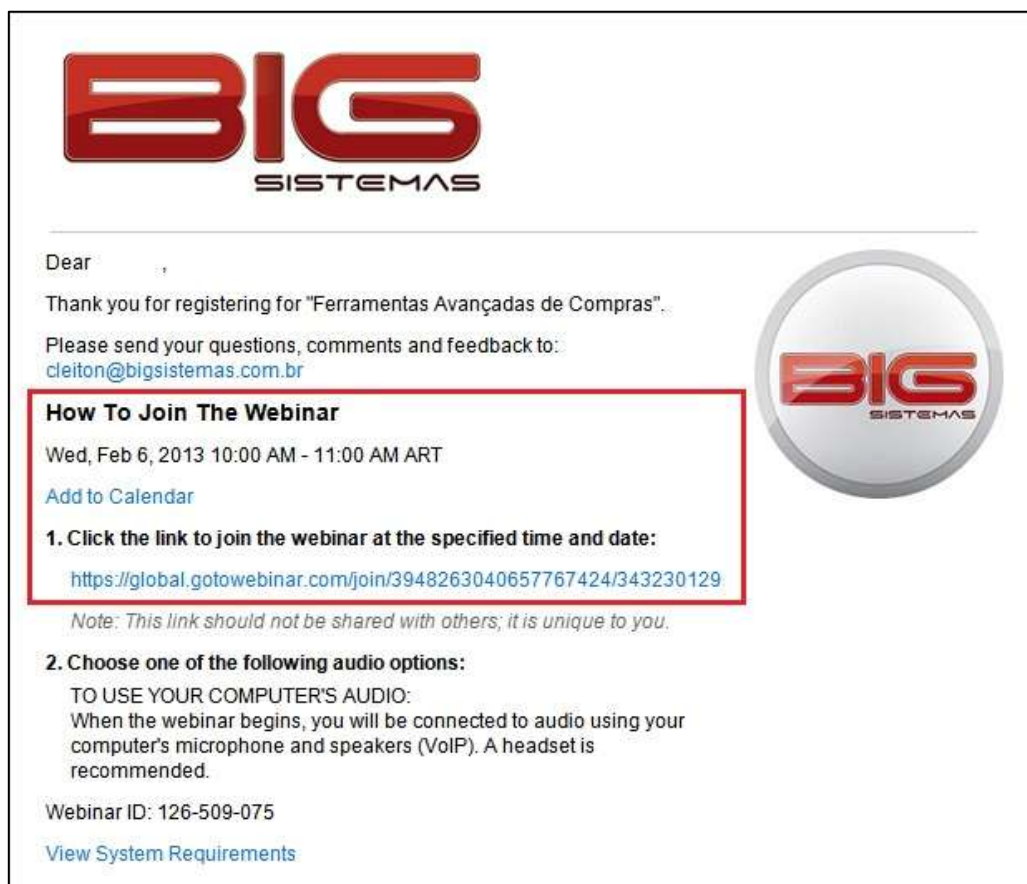 BIG
SISTEMAS
Dear ,
Thank you for registering for "Ferramentas Avançadas de Compras".
Please send your questions, comments and feedback to:
cleiton@bigsistemas.com.br
BIG
SISTEMAS
How To Join The Webinar
Wed, Feb 6, 2013 10:00 AM - 11:00 AM ART
Add to Calendar
1. Click the link to join the webinar at the specified time and date:
https://global.gotowebinar.com/join/3948263040657767424/343230129
Note: This link should not be shared with others; it is unique to you.
2. Choose one of the following audio options:
TO USE YOUR COMPUTER'S AUDIO:
When the webinar begins, you will be connected to audio using your
computer's microphone and speakers (VoIP). A headset is
recommended.
Webinar ID: 126-509-075
View System Requirements